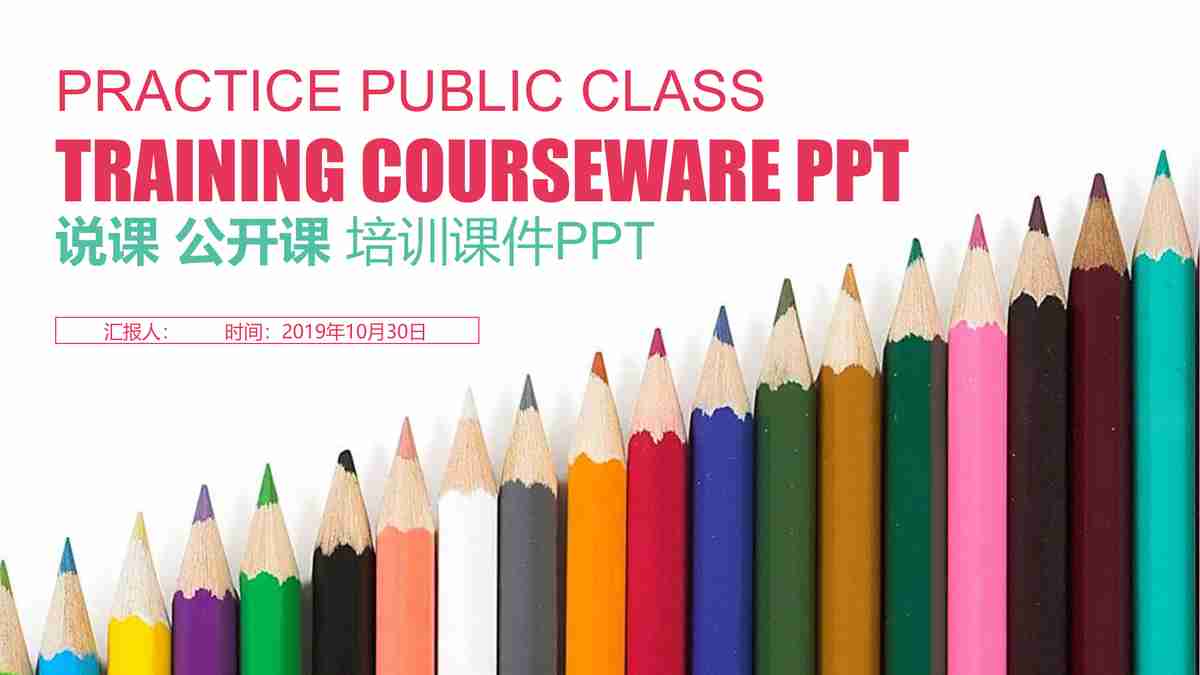 PRACTICE PUBLIC CLASS
TRAINING COURSEWARE PPT
说课 公开课 培训课件PPT
汇报人： 时间：2019年10月30日